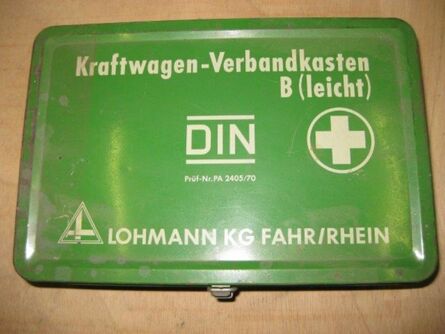 Kraftwagen-Verbandkasten
B (leicht)
DIN
Prüf-Nr. PA 2405/70
LOHMANN KG FAHR/RHEIN